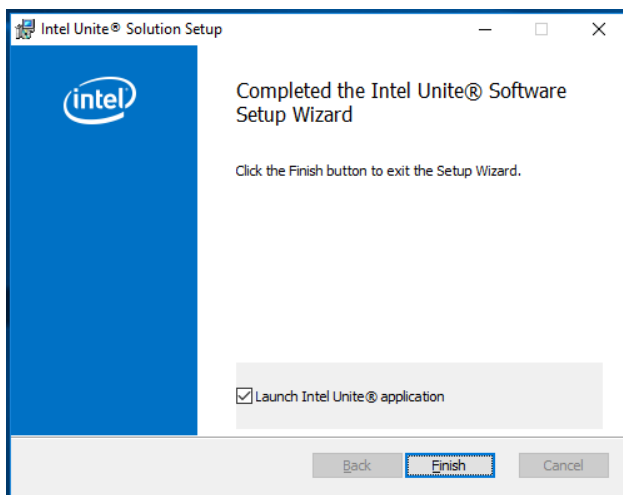 Intel Unite® Solution Setup
intel
Completed the Intel Unite® Software
Setup Wizard
Click the Finish button to exit the Setup Wizard.
Launch Intel Unite® application
Back Finish Cancel